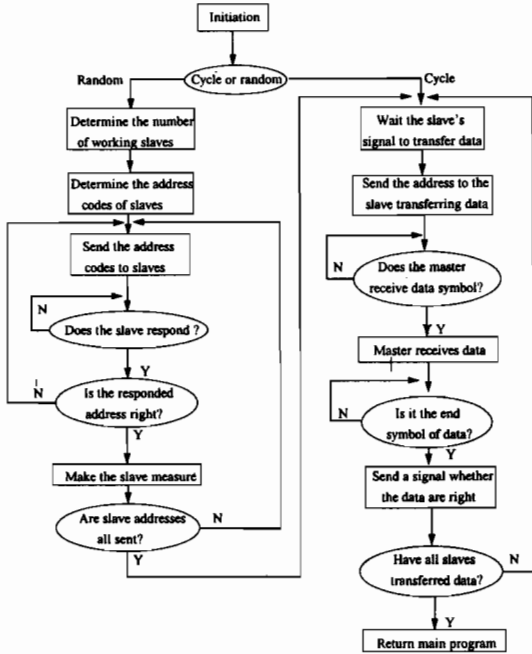 Initiation
Cycle or random
Random
Cycle
Determine the number
of working slaves
Determine the address
codes of slaves
Send the address
codes to slaves
N
Does the slave respond ?
Y
N
Is the responded
address right?
Y
Make the slave measure
Are slave addresses
all sent?
N
Y
Wait the slave's
signal to transfer data
Send the address to the
slave transferring data
N
Does the master
receive data symbol?
Y
Master receives data
N
Is it the end
symbol of data?
Y
Send a signal whether
the data are right
Have all slaves
transferred data?
N
Y
Return main program